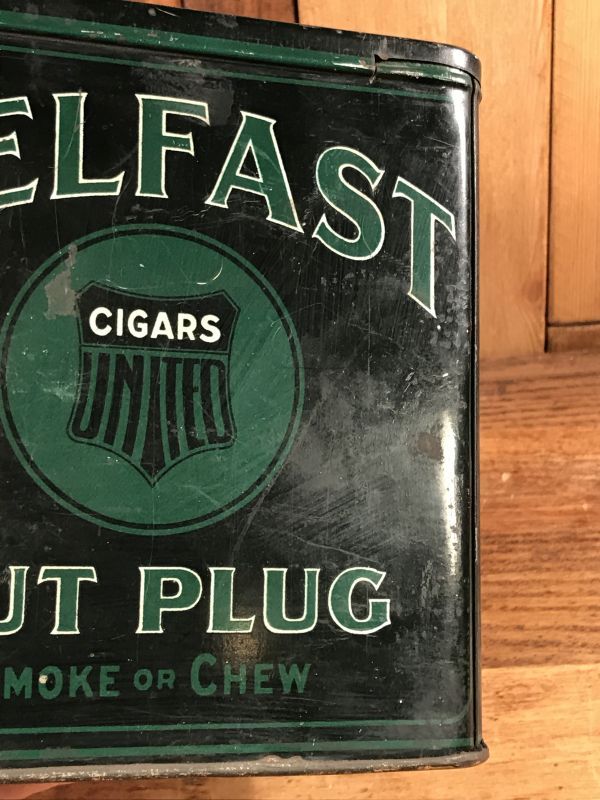 ELFAST
CIGARS
UNITED
UT PLUG
MOKE OR CHEW